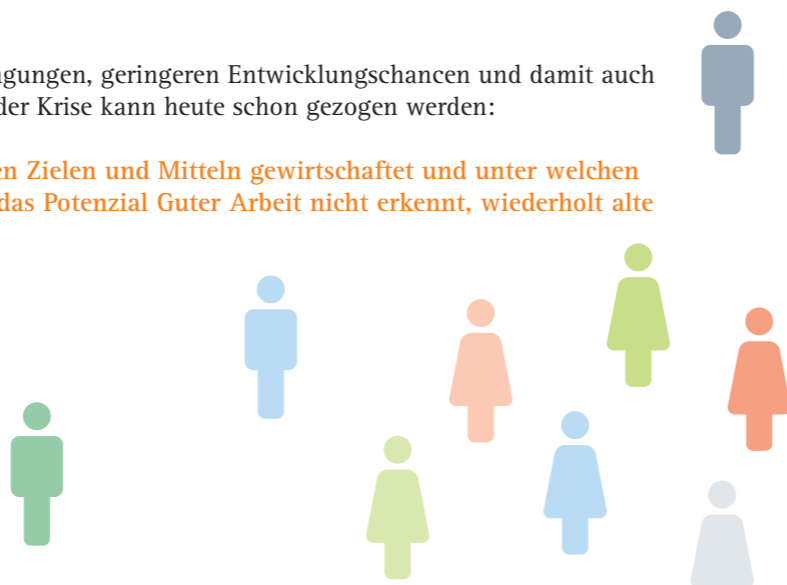 ngungen, geringeren Entwicklungschancen und damit auch
der Krise kann heute schon gezogen werden:
en Zielen und Mitteln gewirtschaftet und unter welchen
das Potenzial Guter Arbeit nicht erkennt, wiederholt alte